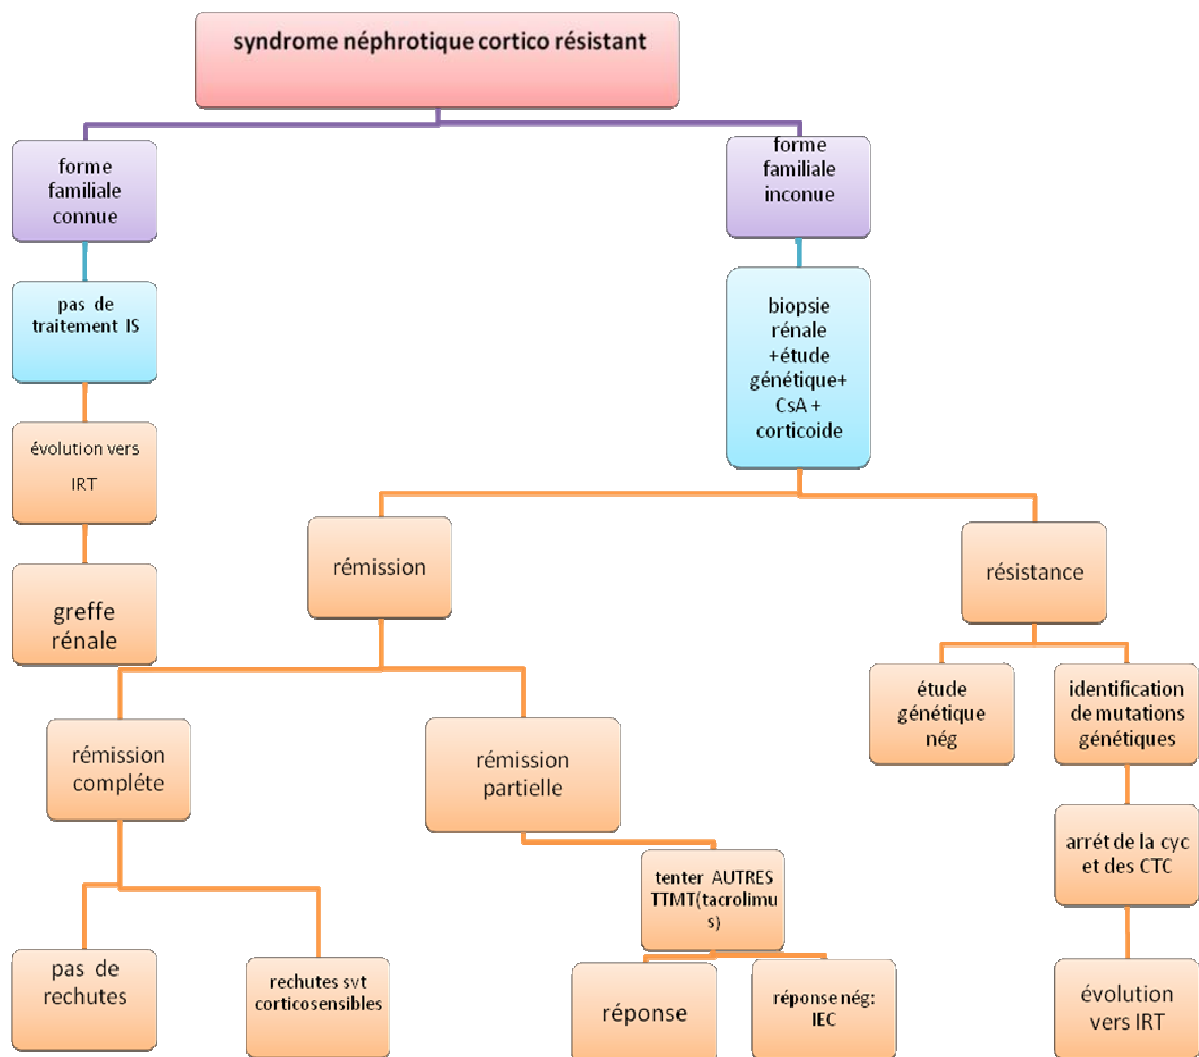 syndrome néphrotique cortico résistant
forme
familiale
connue
forme
familiale
inconue
pas de
traitement IS
biopsie
rénale
+étude
génétique+
CsA +
corticoide
évolution vers
IRT
greffe
rénale
rémission
résistance
étude
génétique
nég
identification
de mutations
génétiques
rémission
compléte
rémission
partielle
arrét de la cyc
et des CTC
tenter AUTRES
TTMT(tacrolimu
s)
pas de
rechutes
rechutes svt
corticosensibles
réponse
réponse nég:
IEC
évolution
vers IRT